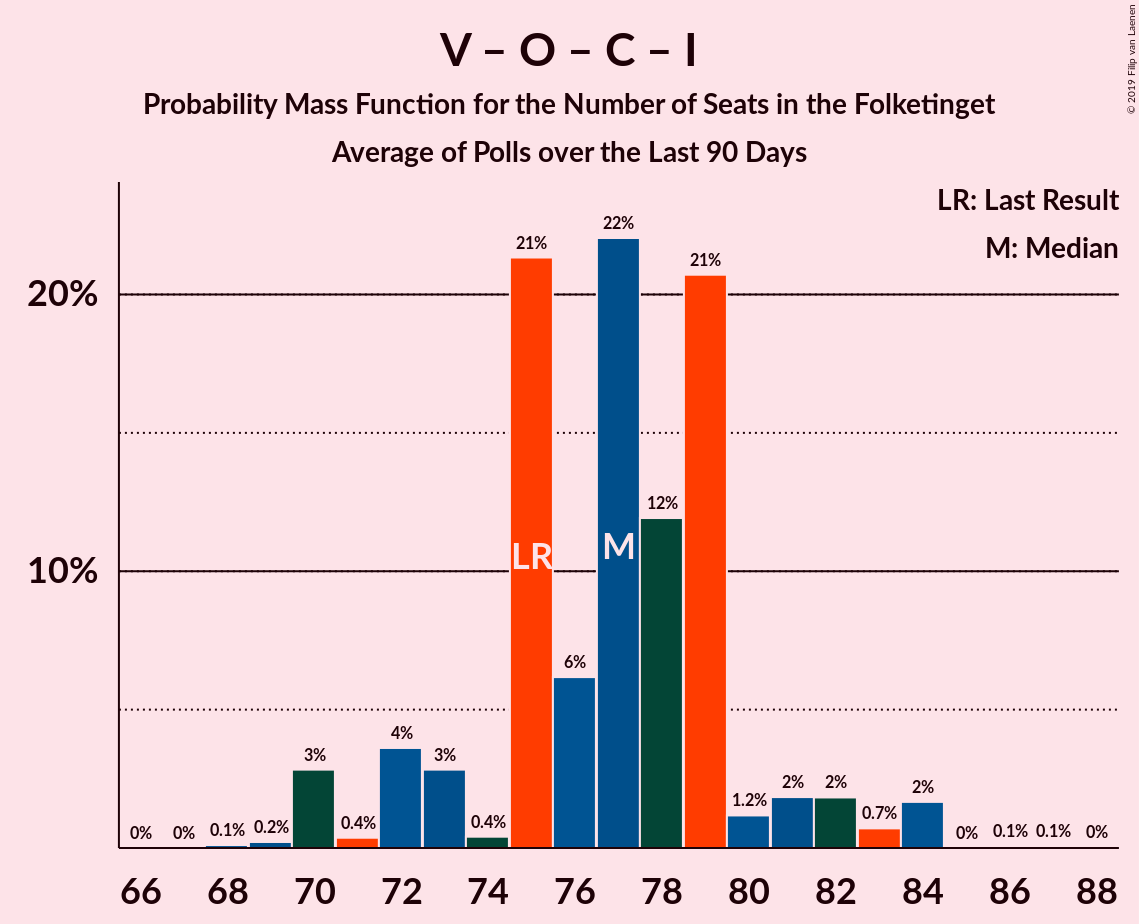 V – O – C – I
Probability Mass Function for the Number of Seats in the Folketinget
Average of Polls over the Last 90 Days
© 2019 Filip van Laenen
LR: Last Result
M: Median
20%
10%
0%
0%
0.1%
0.2%
3%
0.4%
4%
3%
0.4%
21%
6%
22%
12%
21%
1.2%
2%
2%
0.7%
2%
0%
0.1%
0.1%
0%
LR
M
66 68 70 72 74 76 78 80 82 84 86 88